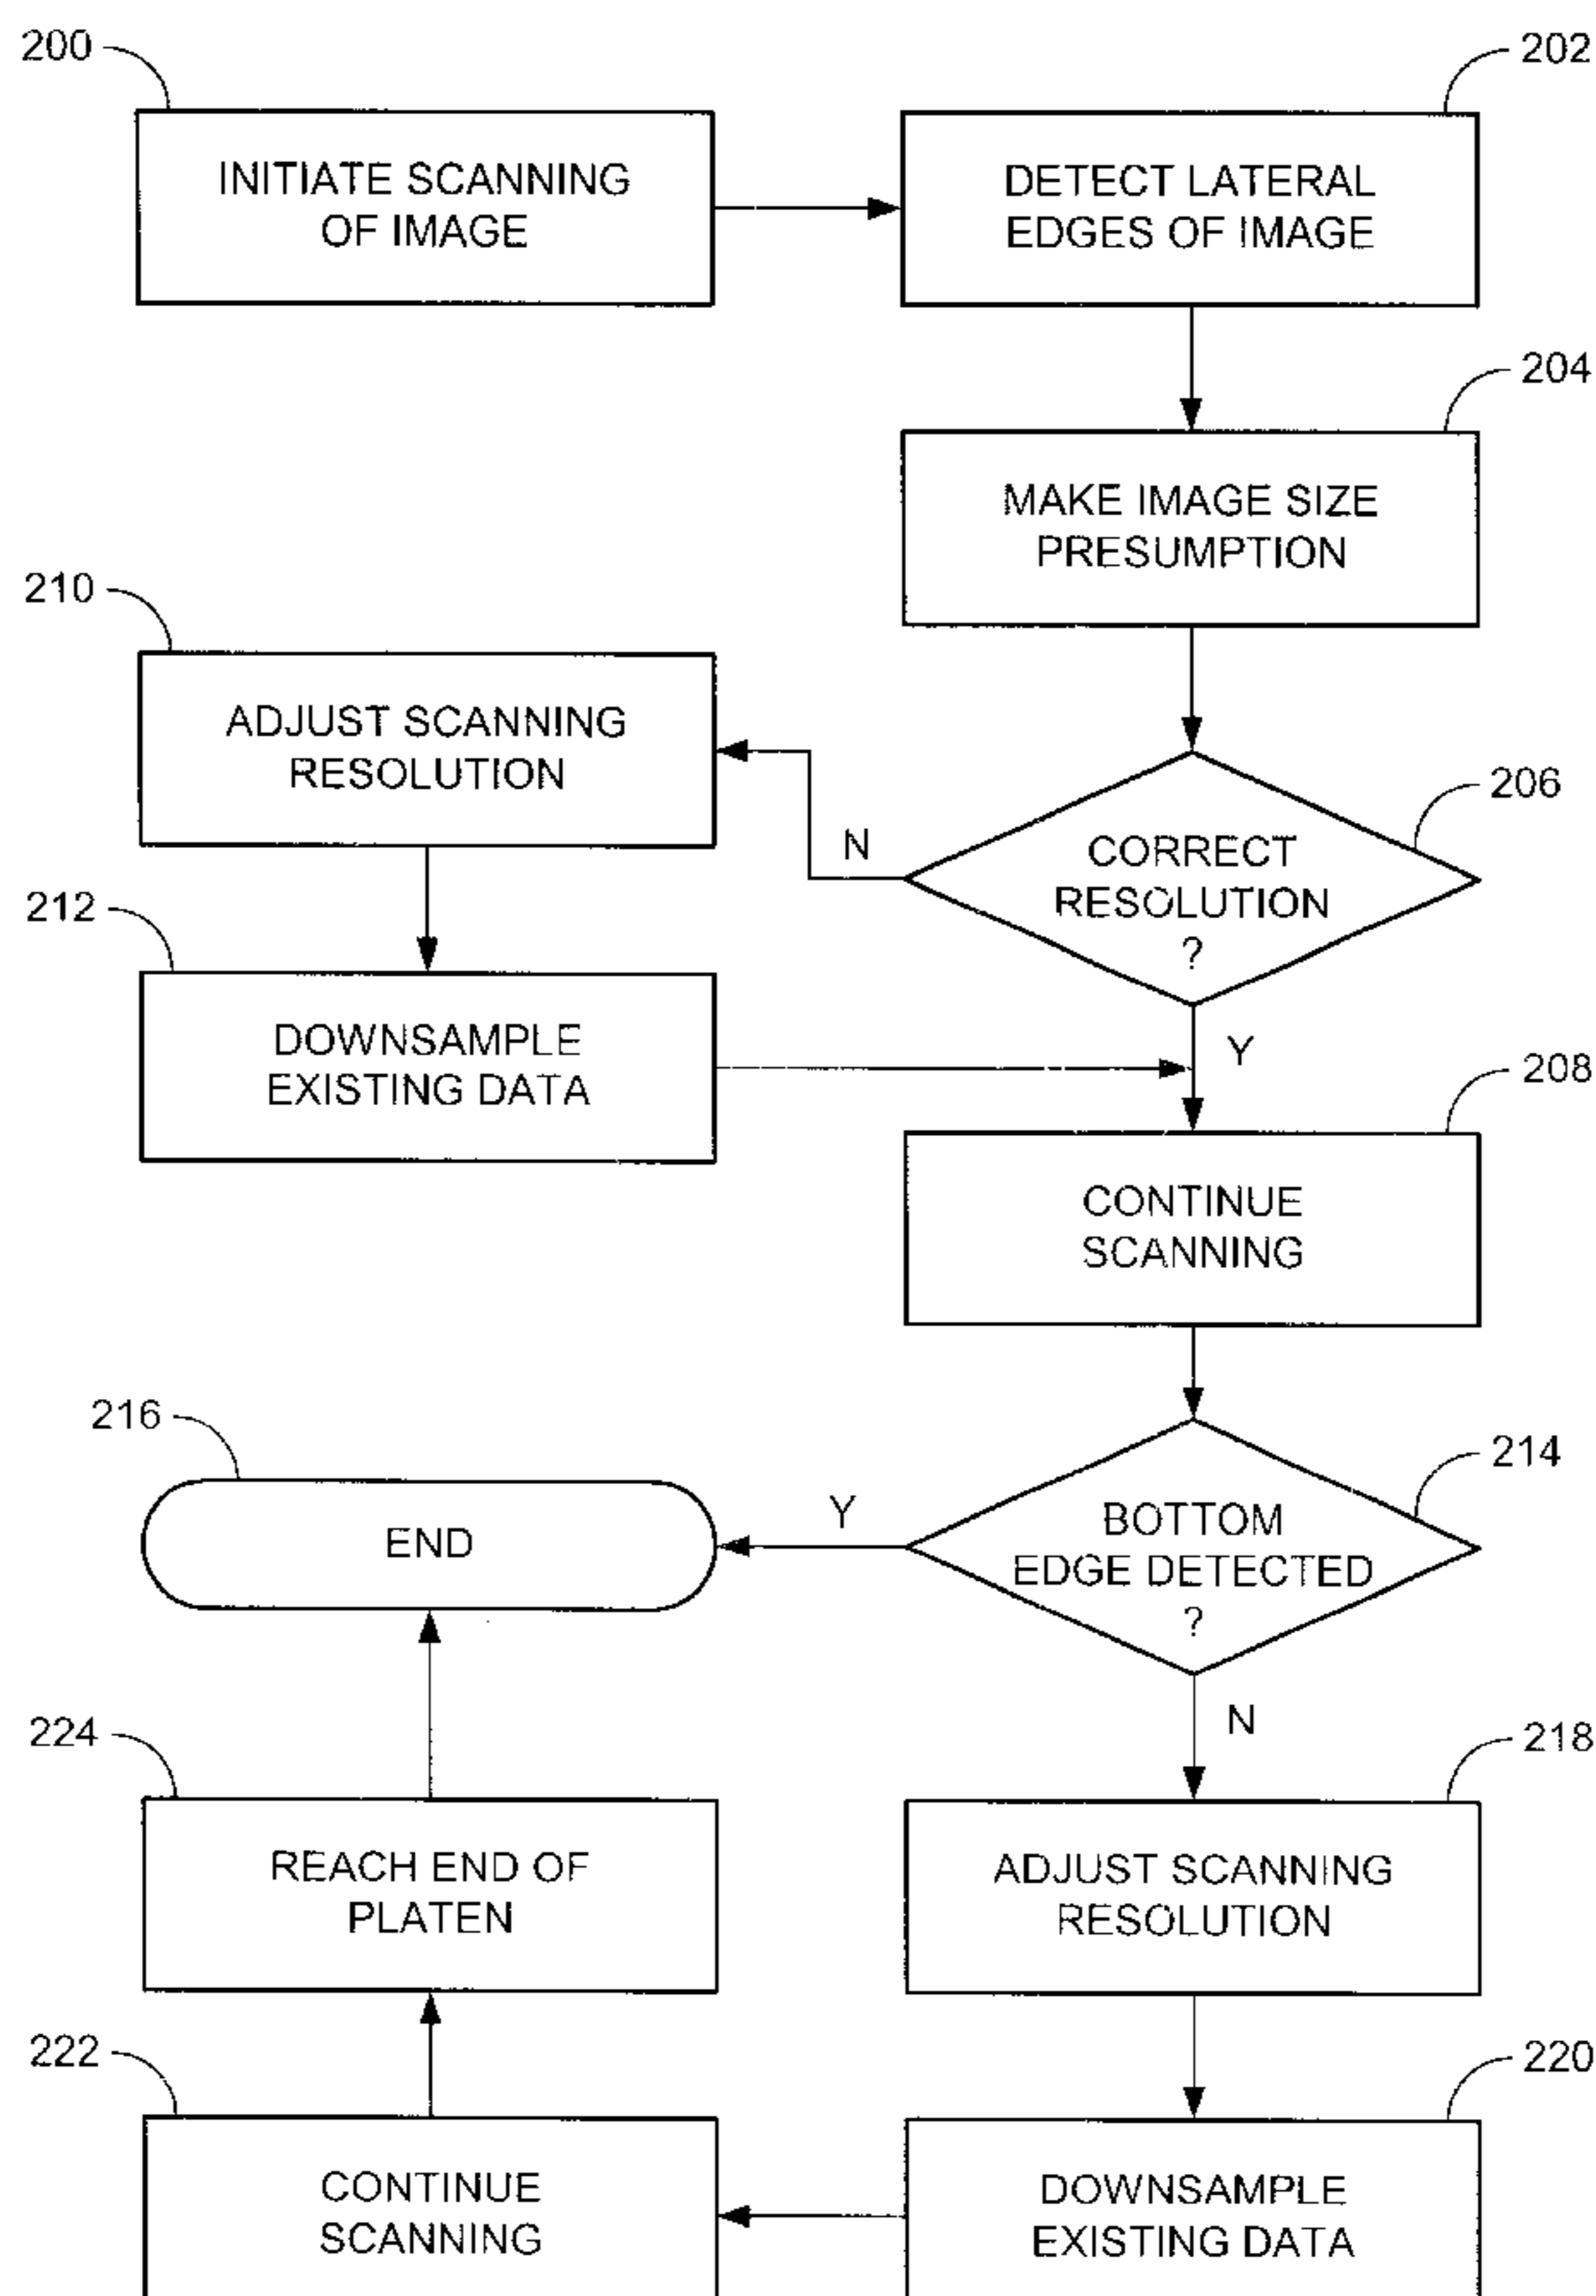 200
INITIATE SCANNING
OF IMAGE
202
DETECT LATERAL
EDGES OF IMAGE
204
MAKE IMAGE SIZE
PRESUMPTION
206
CORRECT
RESOLUTION
?
N
Y
210
ADJUST SCANNING
RESOLUTION
212
DOWNSAMPLE
EXISTING DATA
208
CONTINUE
SCANNING
214
BOTTOM
EDGE DETECTED
?
Y
N
216
END
218
ADJUST SCANNING
RESOLUTION
220
DOWNSAMPLE
EXISTING DATA
222
CONTINUE
SCANNING
224
REACH END OF
PLATEN